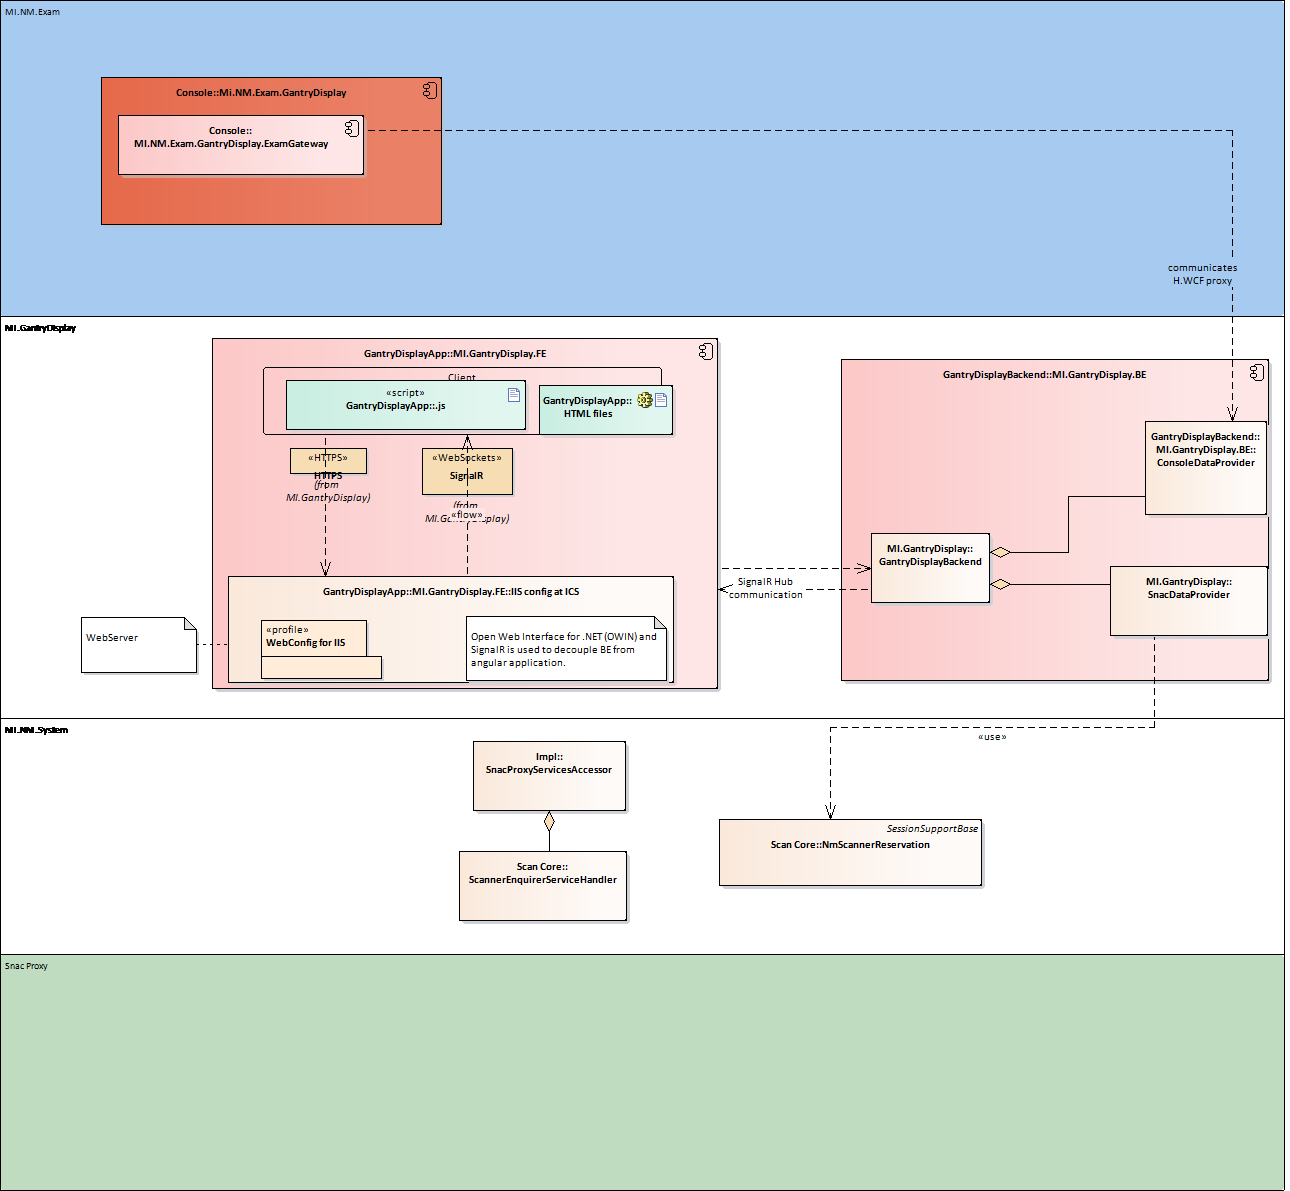 MI.NM.Exam
Console::Mi.NM.Exam.GantryDisplay
Console::
MI.NM.Exam.GantryDisplay.ExamGateway
communicates
H.WCF proxy
MI.GantryDisplay
GantryDisplayApp::MI.GantryDisplay.FE
Client
«script»
GantryDisplayApp::.js
GantryDisplayApp::
HTML files
«HTTPS»
HTTPS
(from
MI.GantryDisplay)
«WebSockets»
SignalR
(from
MI.GantryDisplay)
«flow»
GantryDisplayApp::MI.GantryDisplay.FE::IIS config at ICS
«profile»
WebConfig for IIS
Open Web Interface for .NET (OWIN) and
SignalR is used to decouple BE from
angular application.
WebServer
SignalR Hub
communication
GantryDisplayBackend::MI.GantryDisplay.BE
GantryDisplayBackend::
MI.GantryDisplay.BE::
ConsoleDataProvider
MI.GantryDisplay::
GantryDisplayBackend
MI.GantryDisplay::
SnacDataProvider
MI.NM.System
«use»
Impl::
SnacProxyServicesAccessor
Scan Core::
ScannerEnquirerServiceHandler
SessionSupportBase
Scan Core::NmScannerReservation
Snac Proxy